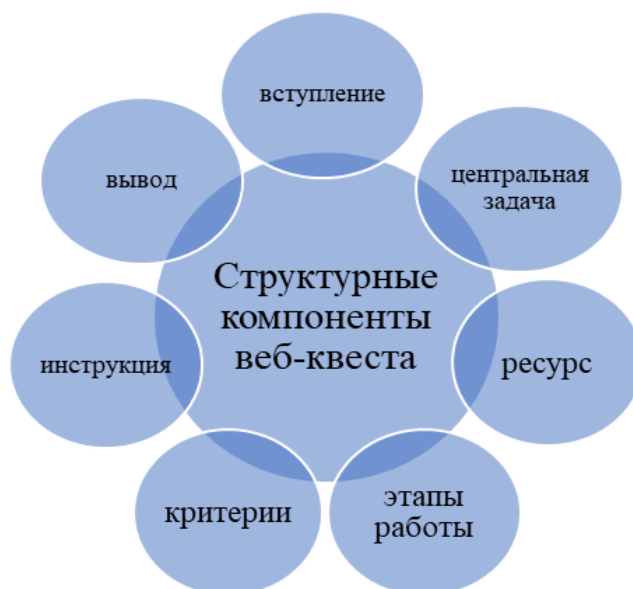 вступление
центральная
задача
ресурс
этапы
работы
критерии
инструкция
вывод
Структурные
компоненты
веб-квеста